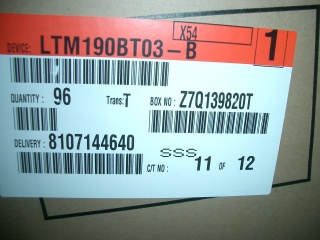 X54
DEVICE: LTM190BT03-B 1
QUANTITY: 96 Trans: T BOX NO: Z7Q139820T
DELIVERY: 8107144640 SSS
C/T NO: 11 OF 12